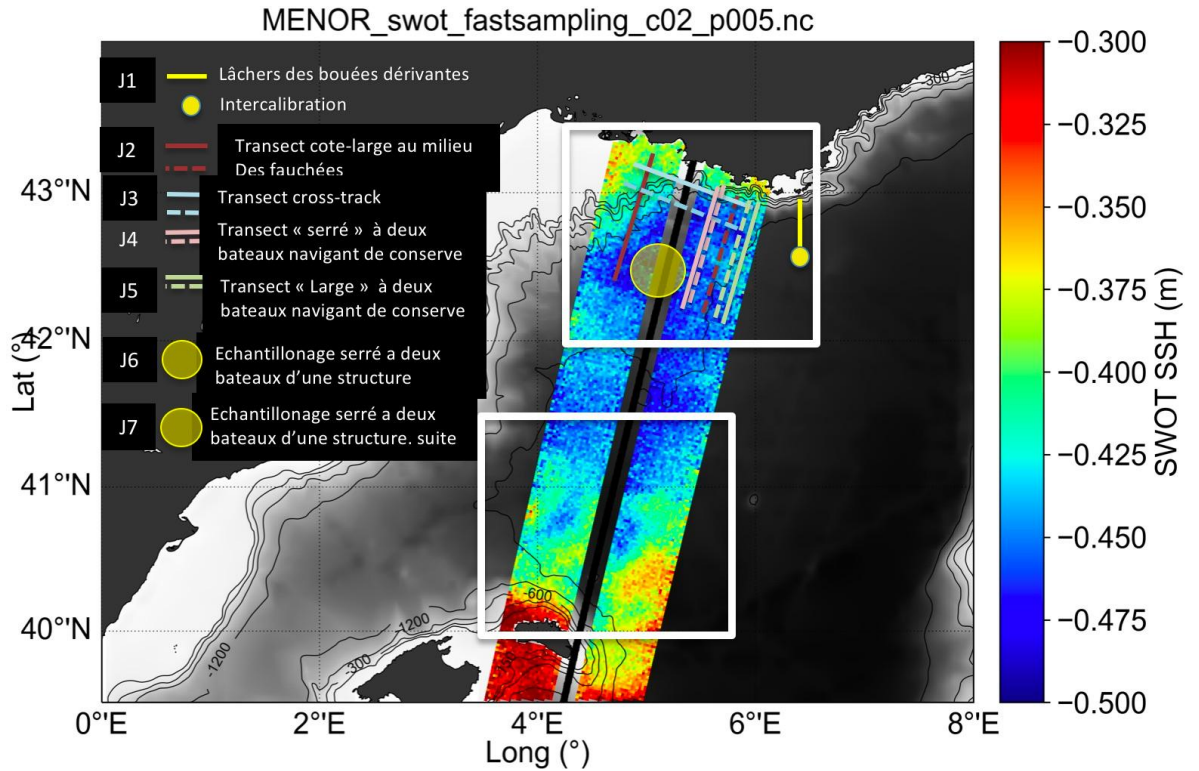 MENOR_swot_fastsampling_c02_p005.nc
J1
Lâchers des bouées dérivantes
Intercalibration
J2
Transect cote-large au milieu
Des fauchées
J3
Transect cross-track
J4
Transect « serré » à deux
bateaux navigant de conserve
J5
Transect « Large » à deux
bateaux navigant de conserve
J6
Echantillonage serré a deux
bateaux d’une structure
J7
Echantillonage serré a deux
bateaux d’une structure. suite
43°N
42°N
41°N
40°N
Lat (°)
0°E
2°E
4°E
6°E
8°E
Long (°)
-300
-600
-1200
-1200
-300
−0.300
−0.325
−0.350
−0.375
−0.400
−0.425
−0.450
−0.475
−0.500
SWOT SSH (m)